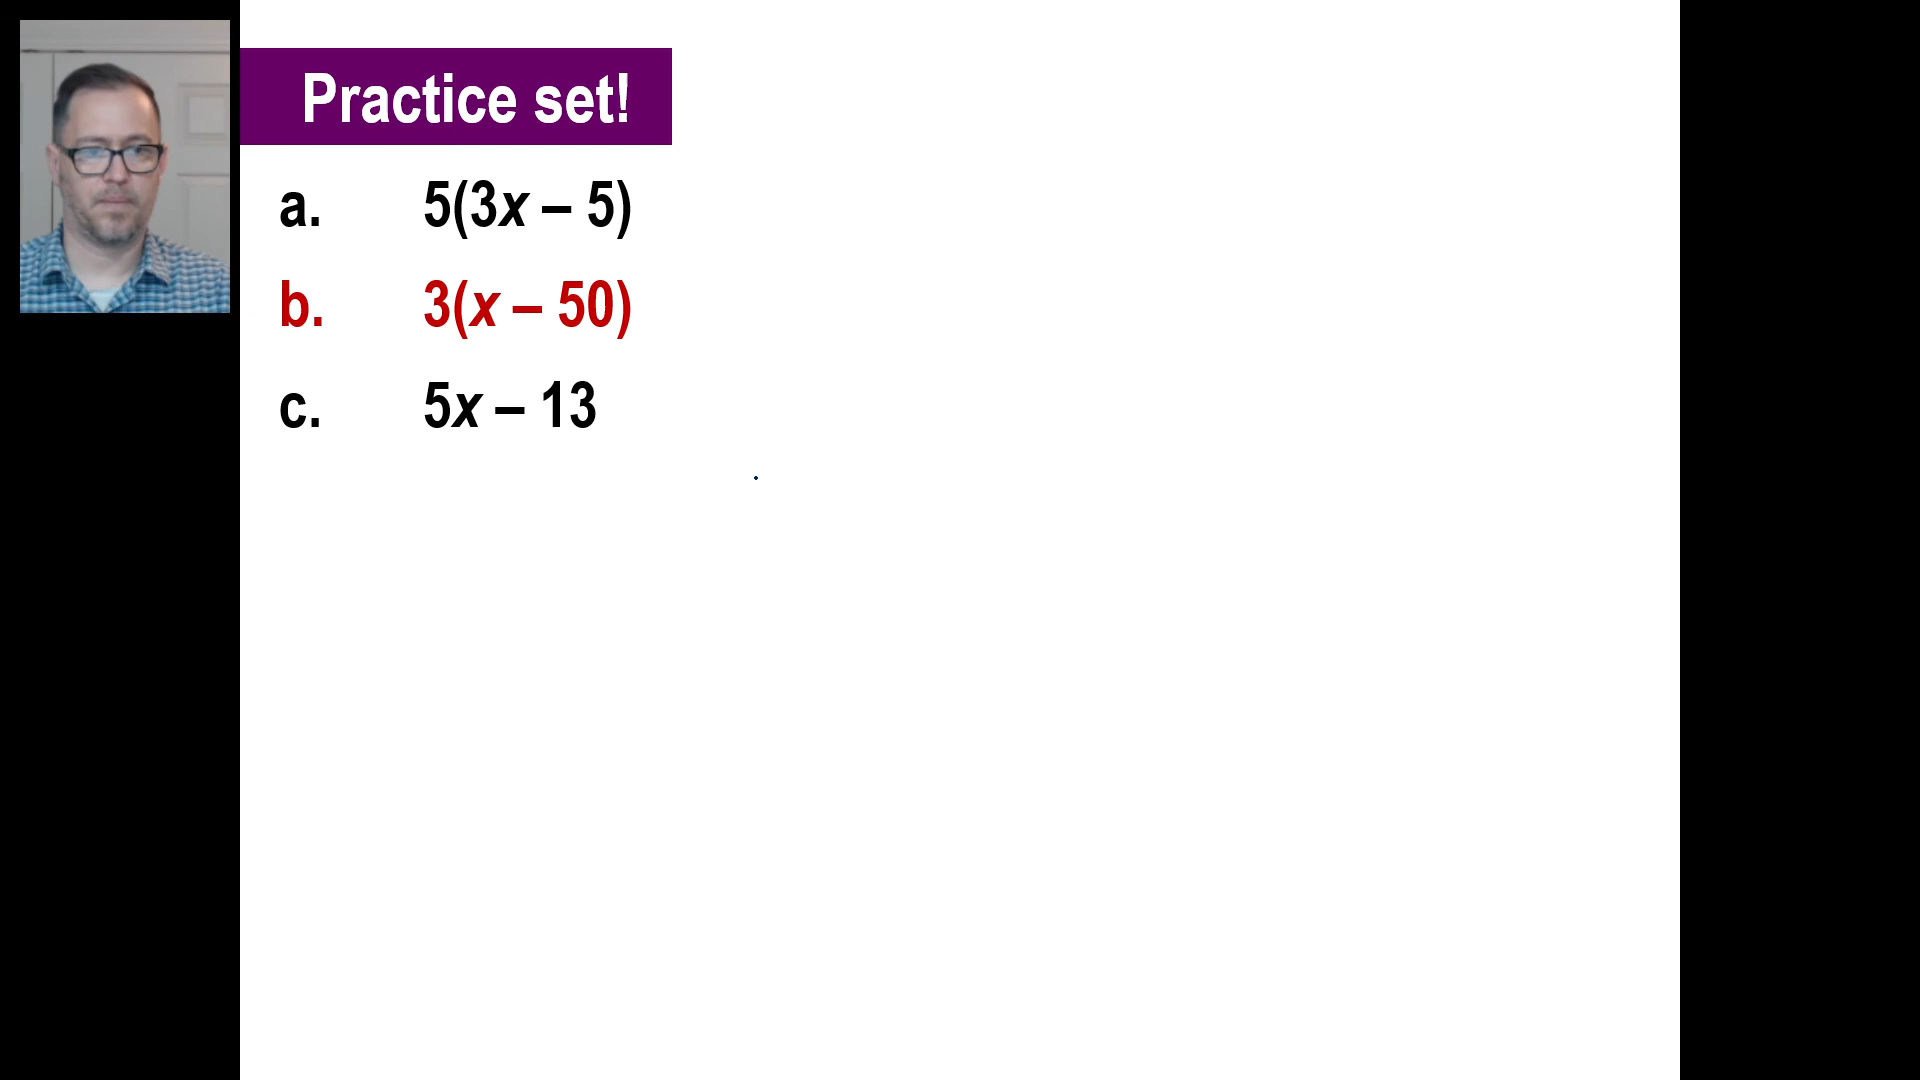 Practice set!
a. 5(3x – 5)
b. 3(x – 50)
c. 5x – 13